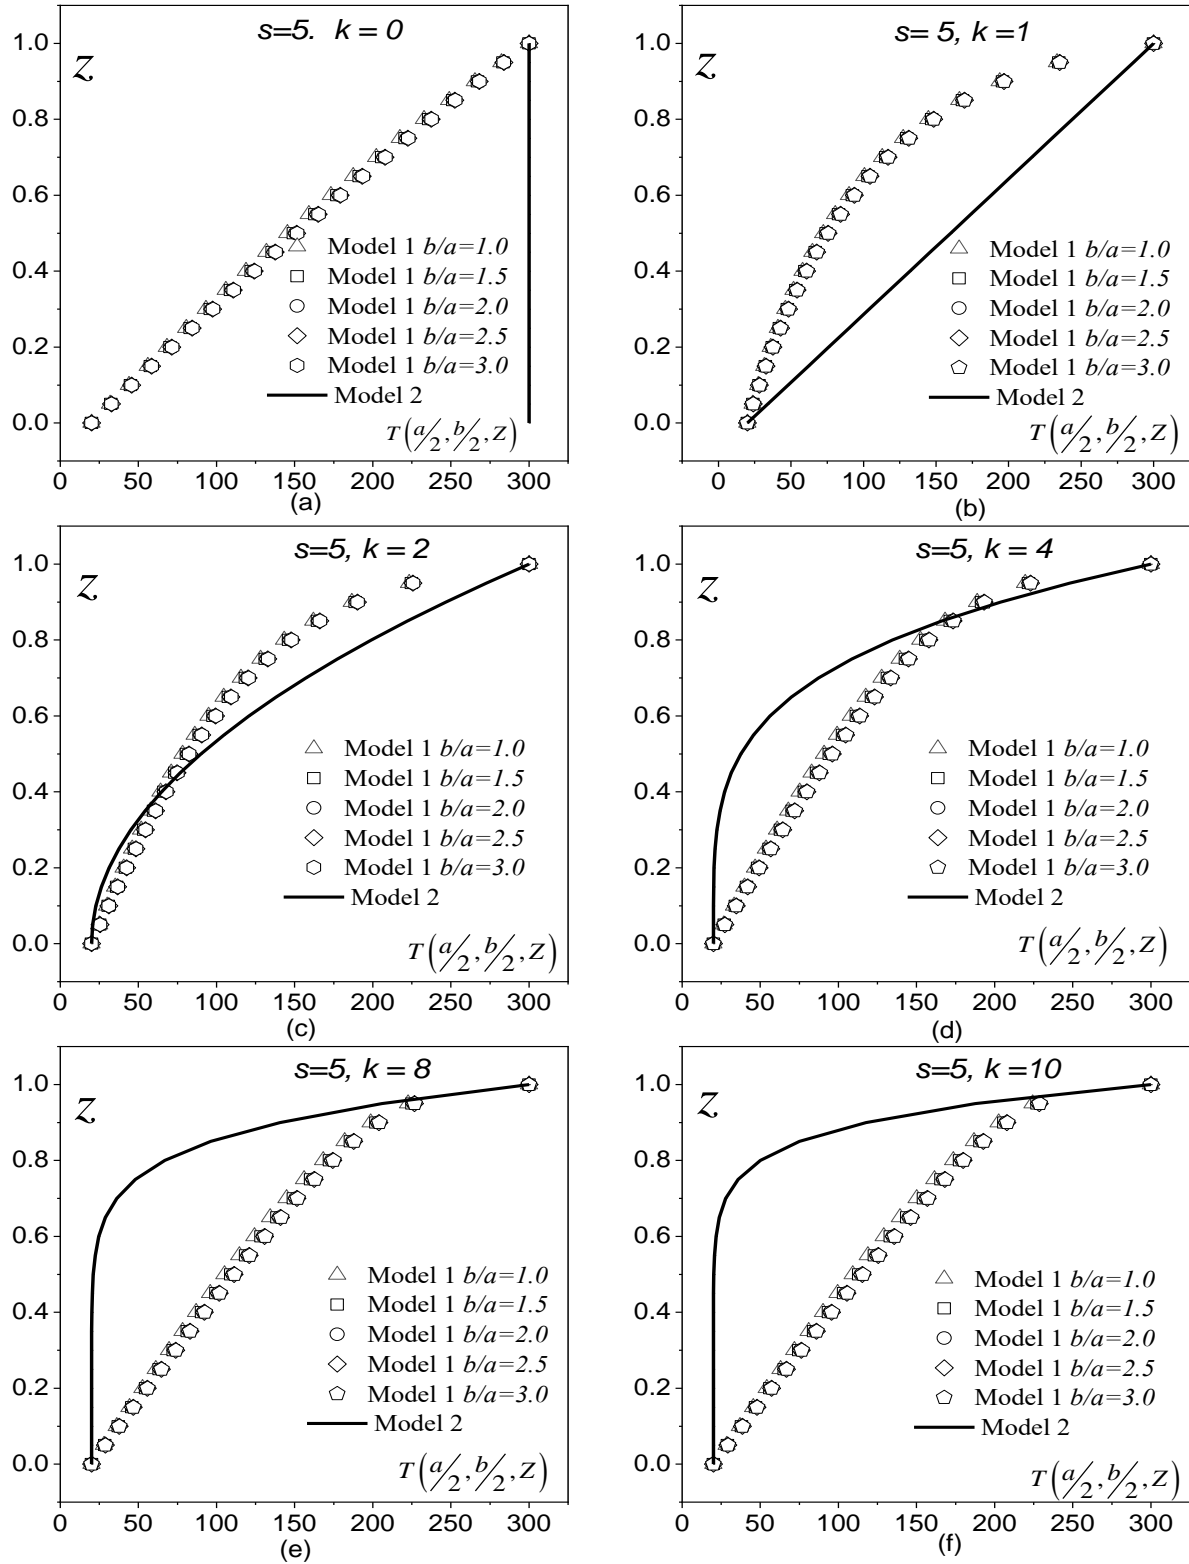 s=5. k = 0
z
1.0
0.8
0.6
0.4
0.2
0.0
Model 1 b/a=1.0
Model 1 b/a=1.5
Model 1 b/a=2.0
Model 1 b/a=2.5
Model 1 b/a=3.0
Model 2
T(a/2, b/2, Z)
0 50 100 150 200 250 300
(a)
s= 5, k =1
z
1.0
0.8
0.6
0.4
0.2
0.0
Model 1 b/a=1.0
Model 1 b/a=1.5
Model 1 b/a=2.0
Model 1 b/a=2.5
Model 1 b/a=3.0
Model 2
T(a/2, b/2, Z)
0 50 100 150 200 250 300
(b)
s=5, k = 2
z
1.0
0.8
0.6
0.4
0.2
0.0
Model 1 b/a=1.0
Model 1 b/a=1.5
Model 1 b/a=2.0
Model 1 b/a=2.5
Model 1 b/a=3.0
Model 2
T(a/2, b/2, Z)
0 50 100 150 200 250 300
(c)
s=5, k = 4
z
1.0
0.8
0.6
0.4
0.2
0.0
Model 1 b/a=1.0
Model 1 b/a=1.5
Model 1 b/a=2.0
Model 1 b/a=2.5
Model 1 b/a=3.0
Model 2
T(a/2, b/2, Z)
0 50 100 150 200 250 300
(d)
s=5, k = 8
z
1.0
0.8
0.6
0.4
0.2
0.0
Model 1 b/a=1.0
Model 1 b/a=1.5
Model 1 b/a=2.0
Model 1 b/a=2.5
Model 1 b/a=3.0
Model 2
T(a/2, b/2, Z)
0 50 100 150 200 250 300
(e)
s=5, k =10
z
1.0
0.8
0.6
0.4
0.2
0.0
Model 1 b/a=1.0
Model 1 b/a=1.5
Model 1 b/a=2.0
Model 1 b/a=2.5
Model 1 b/a=3.0
Model 2
T(a/2, b/2, Z)
0 50 100 150 200 250 300
(f)